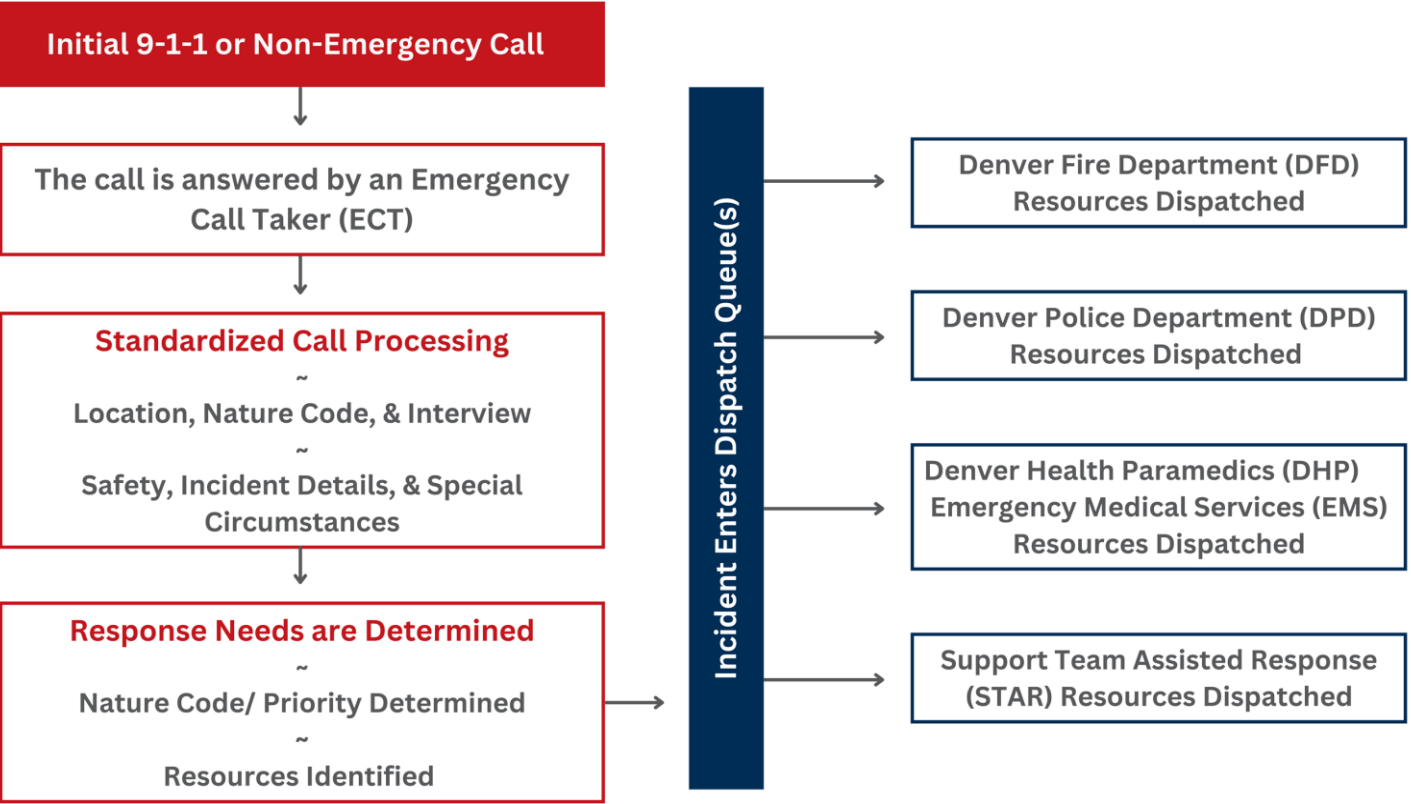 Initial 9-1-1 or Non-Emergency Call
The call is answered by an Emergency
Call Taker (ECT)
Standardized Call Processing
~
Location, Nature Code, & Interview
~
Safety, Incident Details, & Special
Circumstances
Response Needs are Determined
~
Nature Code/ Priority Determined
~
Resources Identified
Incident Enters Dispatch Queue(s)
Denver Fire Department (DFD)
Resources Dispatched
Denver Police Department (DPD)
Resources Dispatched
Denver Health Paramedics (DHP)
Emergency Medical Services (EMS)
Resources Dispatched
Support Team Assisted Response
(STAR) Resources Dispatched